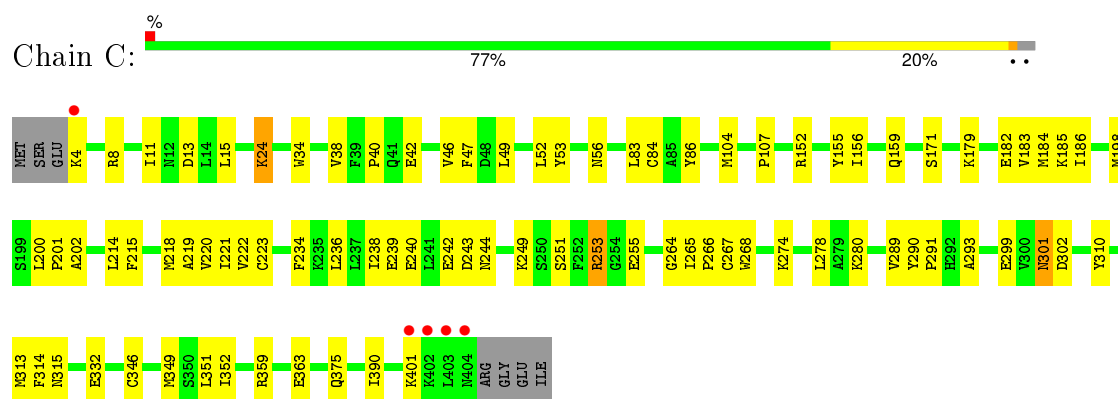 %
Chain C:
77% 20% • •
MET SER GLU K4 R8 I11 N12 D13 L14 L15 K24 W34 V38 F39 P40 Q41 E42 V46 F47 D48 L49 L52 Y53 N56 L83 C84 A85 Y86 M104 P107 R152 Y155 I156 Q159 S171 K179 E182 V183 M184 K185 I186 M198
S199 L200 P201 A202 L214 F215 M218 A219 V220 I221 V222 C223 F234 K235 L236 L237 I238 E239 E240 L241 E242 D243 N244 K249 S250 S251 F252 R253 G254 E255 G264 I265 P266 C267 W268 K274 L278 A279 K280 V289 Y290 P291 H292 A293 E299 V300 N301 D302 Y310
M313 F314 N315 E332 C346 M349 S350 L351 I352 R359 E363 Q375 I390 K401 K402 L403 N404 ARG GLY GLU ILE